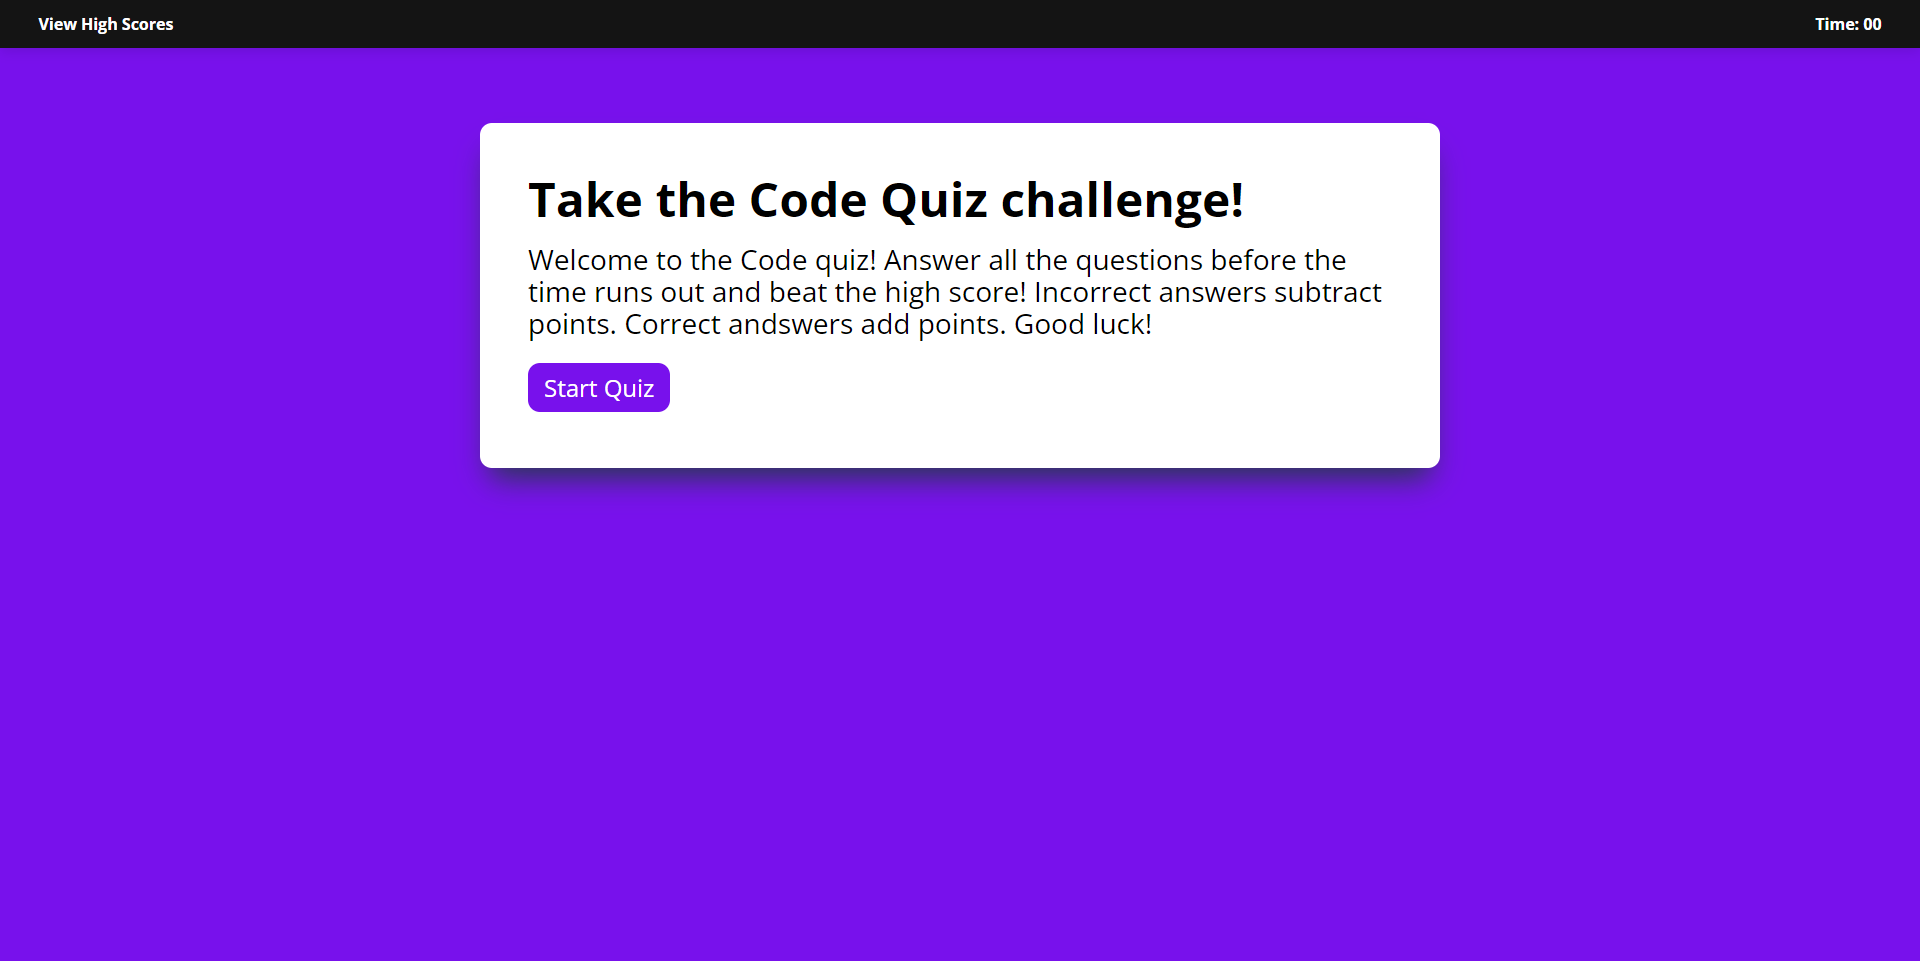 View High Scores
Time: 00
Take the Code Quiz challenge!
Welcome to the Code quiz! Answer all the questions before the
time runs out and beat the high score! Incorrect answers subtract
points. Correct andswers add points. Good luck!
Start Quiz